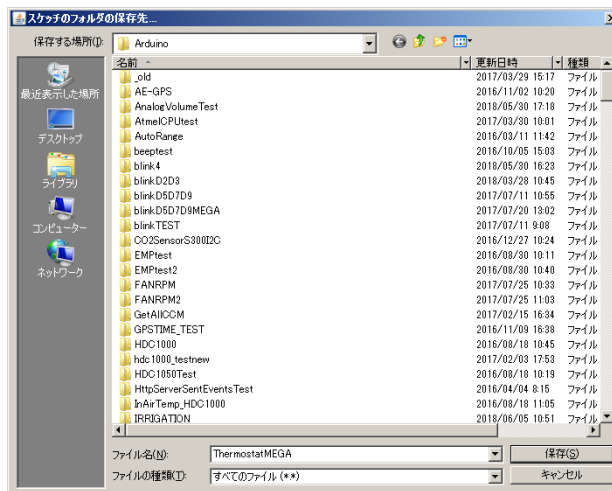 スケッチのフォルダの保存先...
保存する場所(I): Arduino
名前 更新日時 種類
_old 2017/03/29 15:17 ファイル
AE-GPS 2016/11/02 10:20 ファイル
AnalogVolumeTest 2018/05/30 17:18 ファイル
AtmelCPUtest 2017/03/30 10:01 ファイル
AutoRange 2016/03/11 11:42 ファイル
beeptest 2016/10/05 15:03 ファイル
blink4 2018/05/30 16:23 ファイル
blinkD2D3 2018/03/28 10:45 ファイル
blinkD5D7D9 2017/07/11 10:55 ファイル
blinkD5D7D9MEGA 2017/07/20 13:02 ファイル
blinkTEST 2017/07/11 9:08 ファイル
CO2SensorS300I2C 2016/12/27 10:24 ファイル
EMPtest 2016/08/30 10:11 ファイル
EMPtest2 2016/08/30 10:40 ファイル
FANRPM 2017/07/25 10:33 ファイル
FANRPM2 2017/07/25 11:03 ファイル
GetAllCCM 2017/02/15 16:34 ファイル
GPSTIME_TEST 2016/11/09 16:38 ファイル
HDC1000 2016/08/18 10:45 ファイル
hdc1000_testnew 2017/02/03 17:53 ファイル
HDC1050Test 2016/08/18 10:19 ファイル
HttpServerSentEventsTest 2016/04/04 8:15 ファイル
InAirTemp_HDC1000 2016/08/18 11:05 ファイル
IRRIGATION 2018/06/05 10:51 ファイル
最近表示した場所
デスクトップ
ライブラリ
コンピューター
ネットワーク
ファイル名(N): ThermostatMEGA 保存(S)
ファイルの種類(T): すべてのファイル (*.*) キャンセル